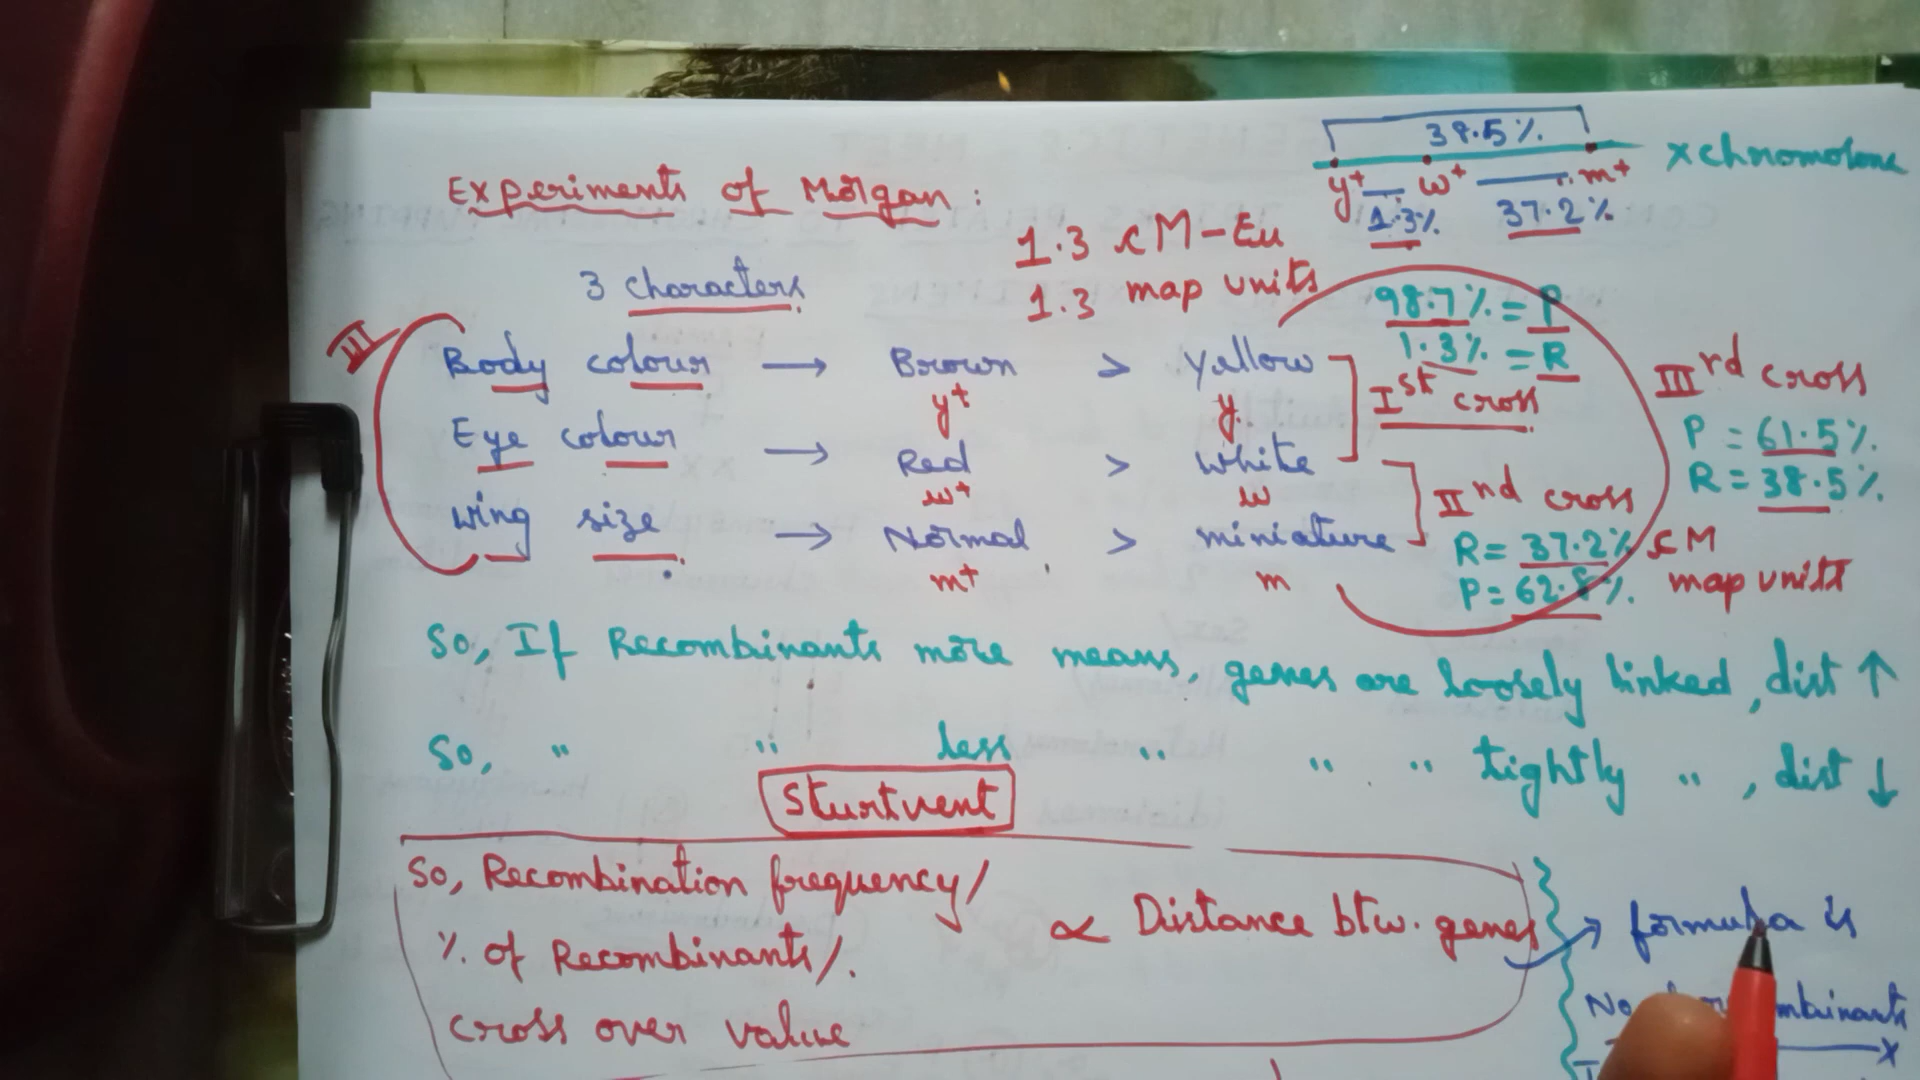 38.5%
x chromosome
y+ w+ m+
1.3% 37.2%
Experiments of Morgan:
1.3 cM - Eu
1.3 map units
3 characters
98.7% = P
1.3% = R
Ist cross
III
Body colour → Brown > Yellow
y+ y
Eye colour → Red > White
w+ w
wing size → Normal > miniature
m+ m
IInd cross
R = 37.2% cM
P = 62.8% map units
IIIrd cross
P = 61.5%
R = 38.5%
So, If Recombinants more means, genes are loosely linked, dist ↑
So, " " less " " " tightly ", dist ↓
Sturtvent
So, Recombination frequency/
% of Recombinants/.
cross over value
∝ Distance btw. genes
→ formula is